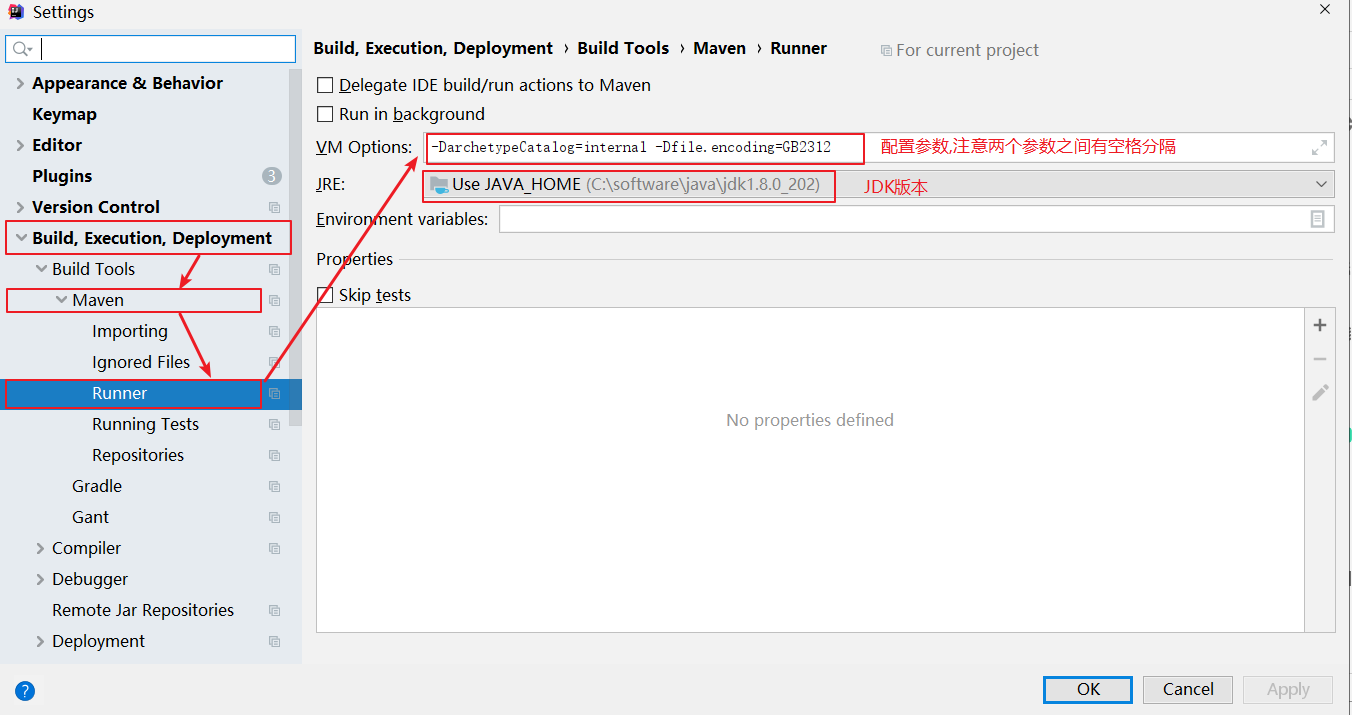 Settings
Appearance & Behavior
Keymap
Editor
Plugins 3
Version Control
Build, Execution, Deployment
Build Tools
Maven
Importing
Ignored Files
Runner
Running Tests
Repositories
Gradle
Gant
Compiler
Debugger
Remote Jar Repositories
Deployment
?
Build, Execution, Deployment › Build Tools › Maven › Runner For current project
Delegate IDE build/run actions to Maven
Run in background
VM Options: -DarchetypeCatalog=internal -Dfile.encoding=GB2312 配置参数,注意两个参数之间有空格分隔
JRE: Use JAVA_HOME (C:\software\java\jdk1.8.0_202) JDK版本
Environment variables:
Properties
Skip tests
No properties defined
OK Cancel Apply